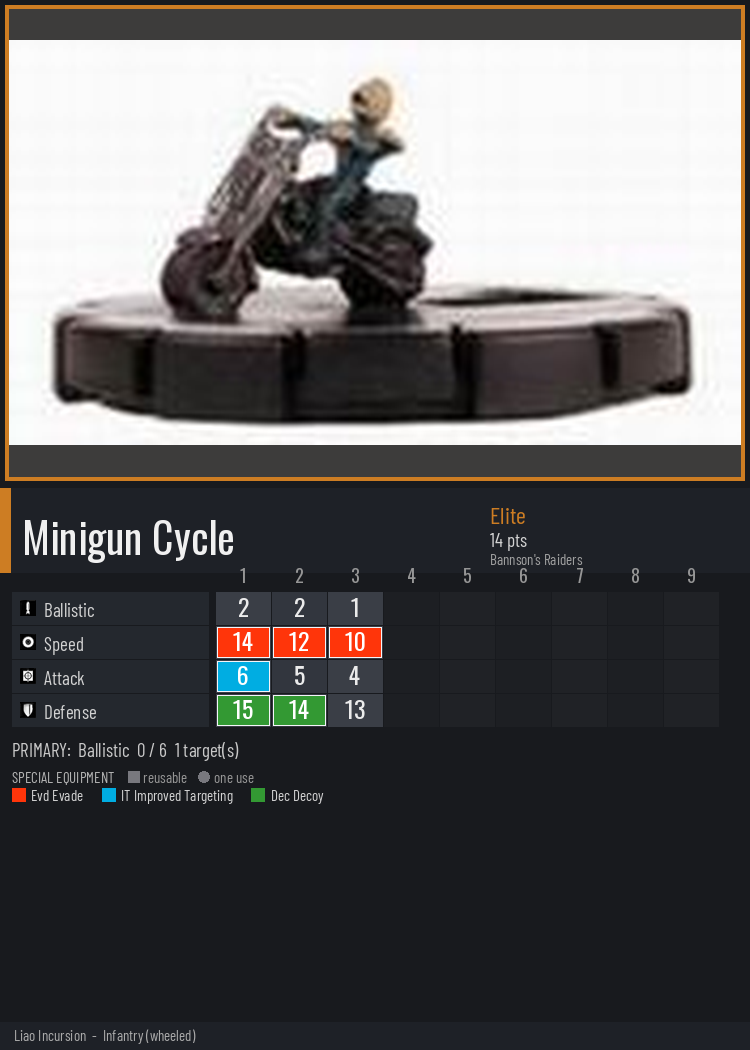 Minigun Cycle
Elite
14 pts
Bannson's Raiders
1 2 3 4 5 6 7 8 9
Ballistic 2 2 1
Speed 14 12 10
Attack 6 5 4
Defense 15 14 13
PRIMARY: Ballistic 0 / 6 1 target(s)
SPECIAL EQUIPMENT reusable one use
Evd Evade IT Improved Targeting Dec Decoy
Liao Incursion - Infantry (wheeled)